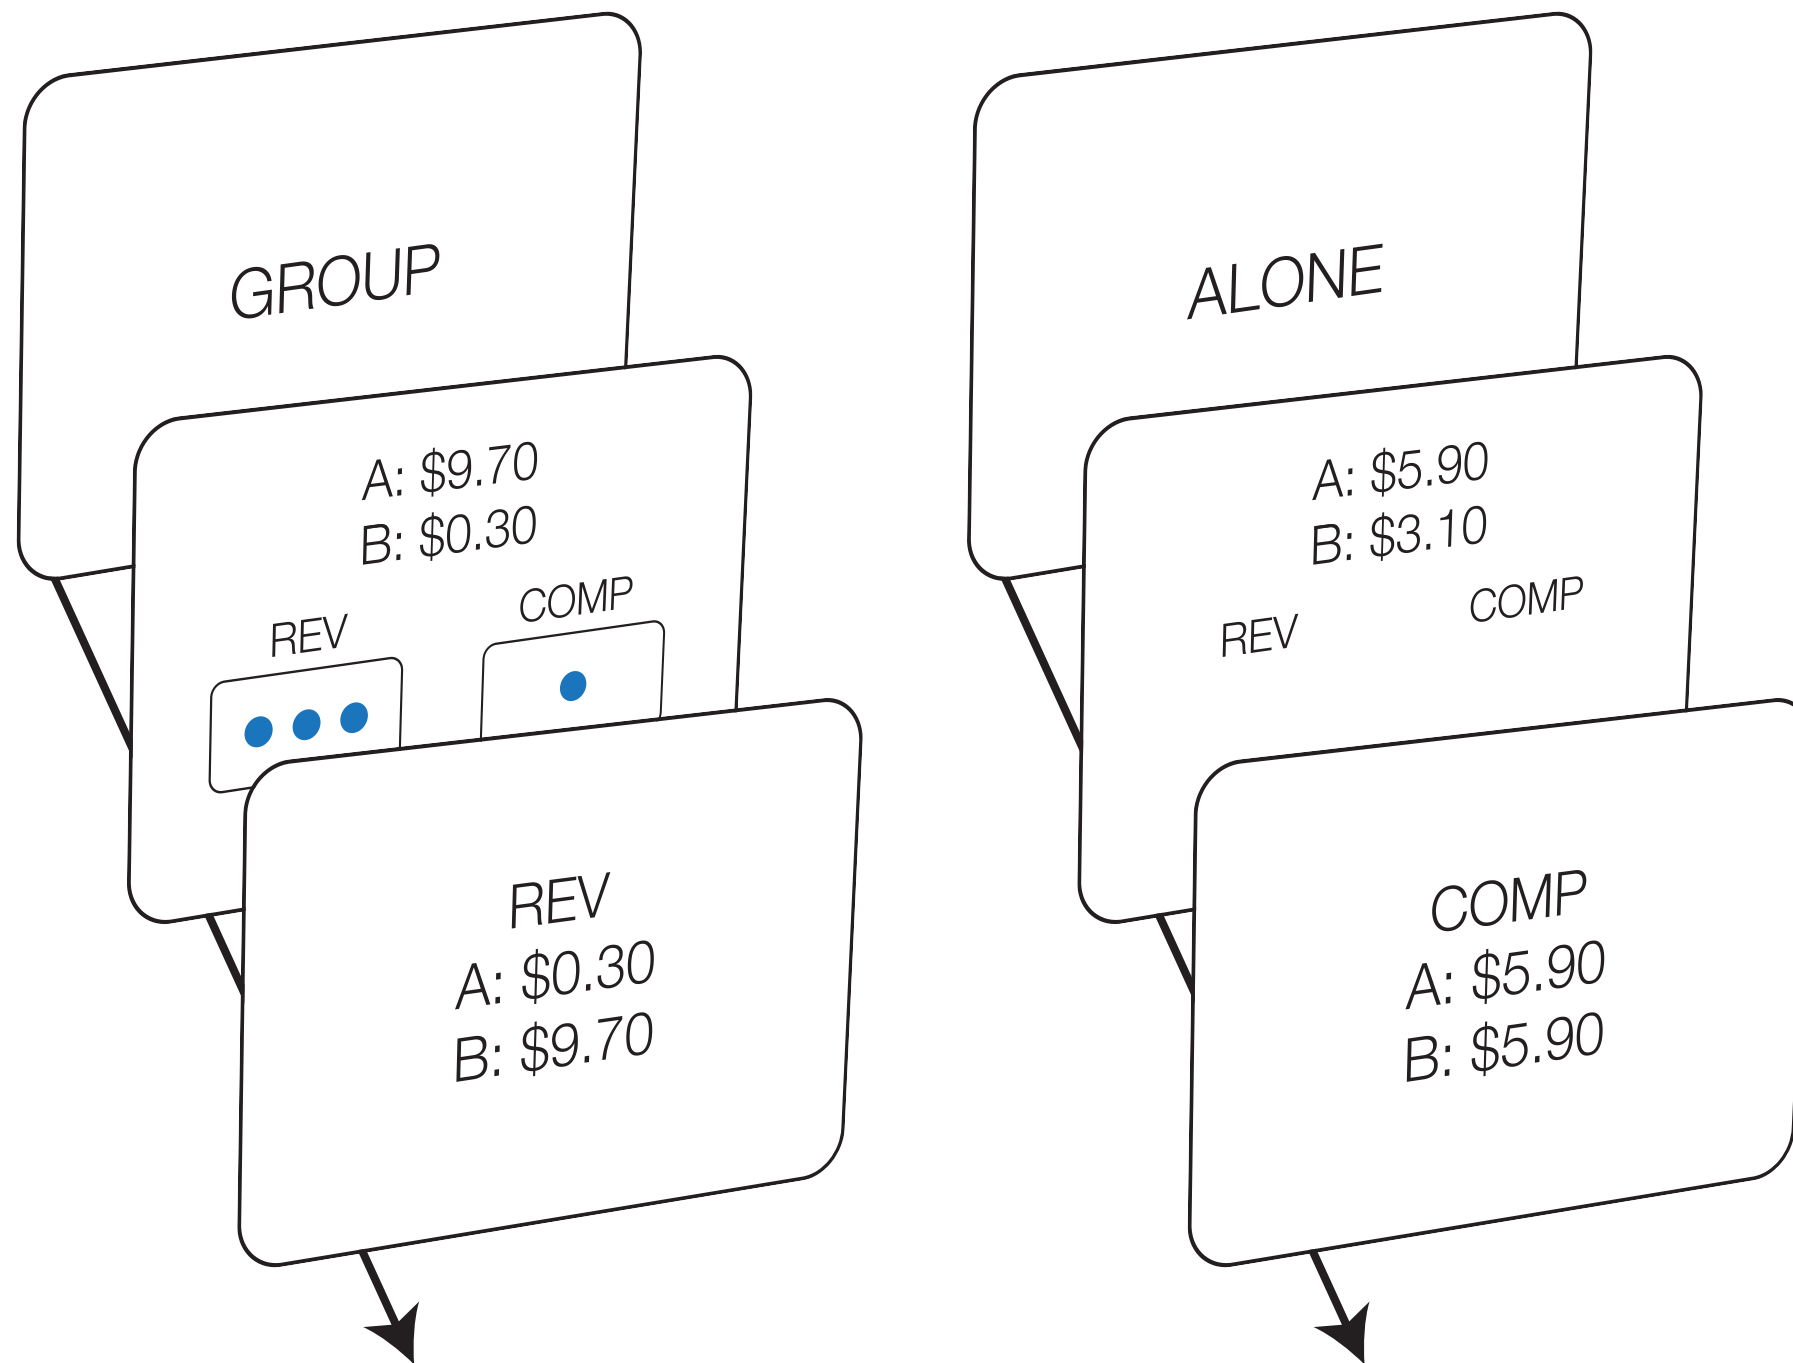 GROUP
A: $9.70
B: $0.30
REV
COMP
REV
A: $0.30
B: $9.70
ALONE
A: $5.90
B: $3.10
REV
COMP
COMP
A: $5.90
B: $5.90